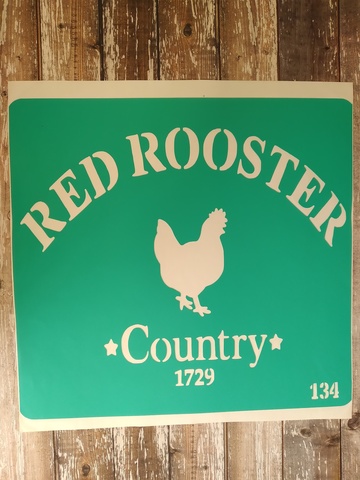 RED ROOSTER
Country
1729
134